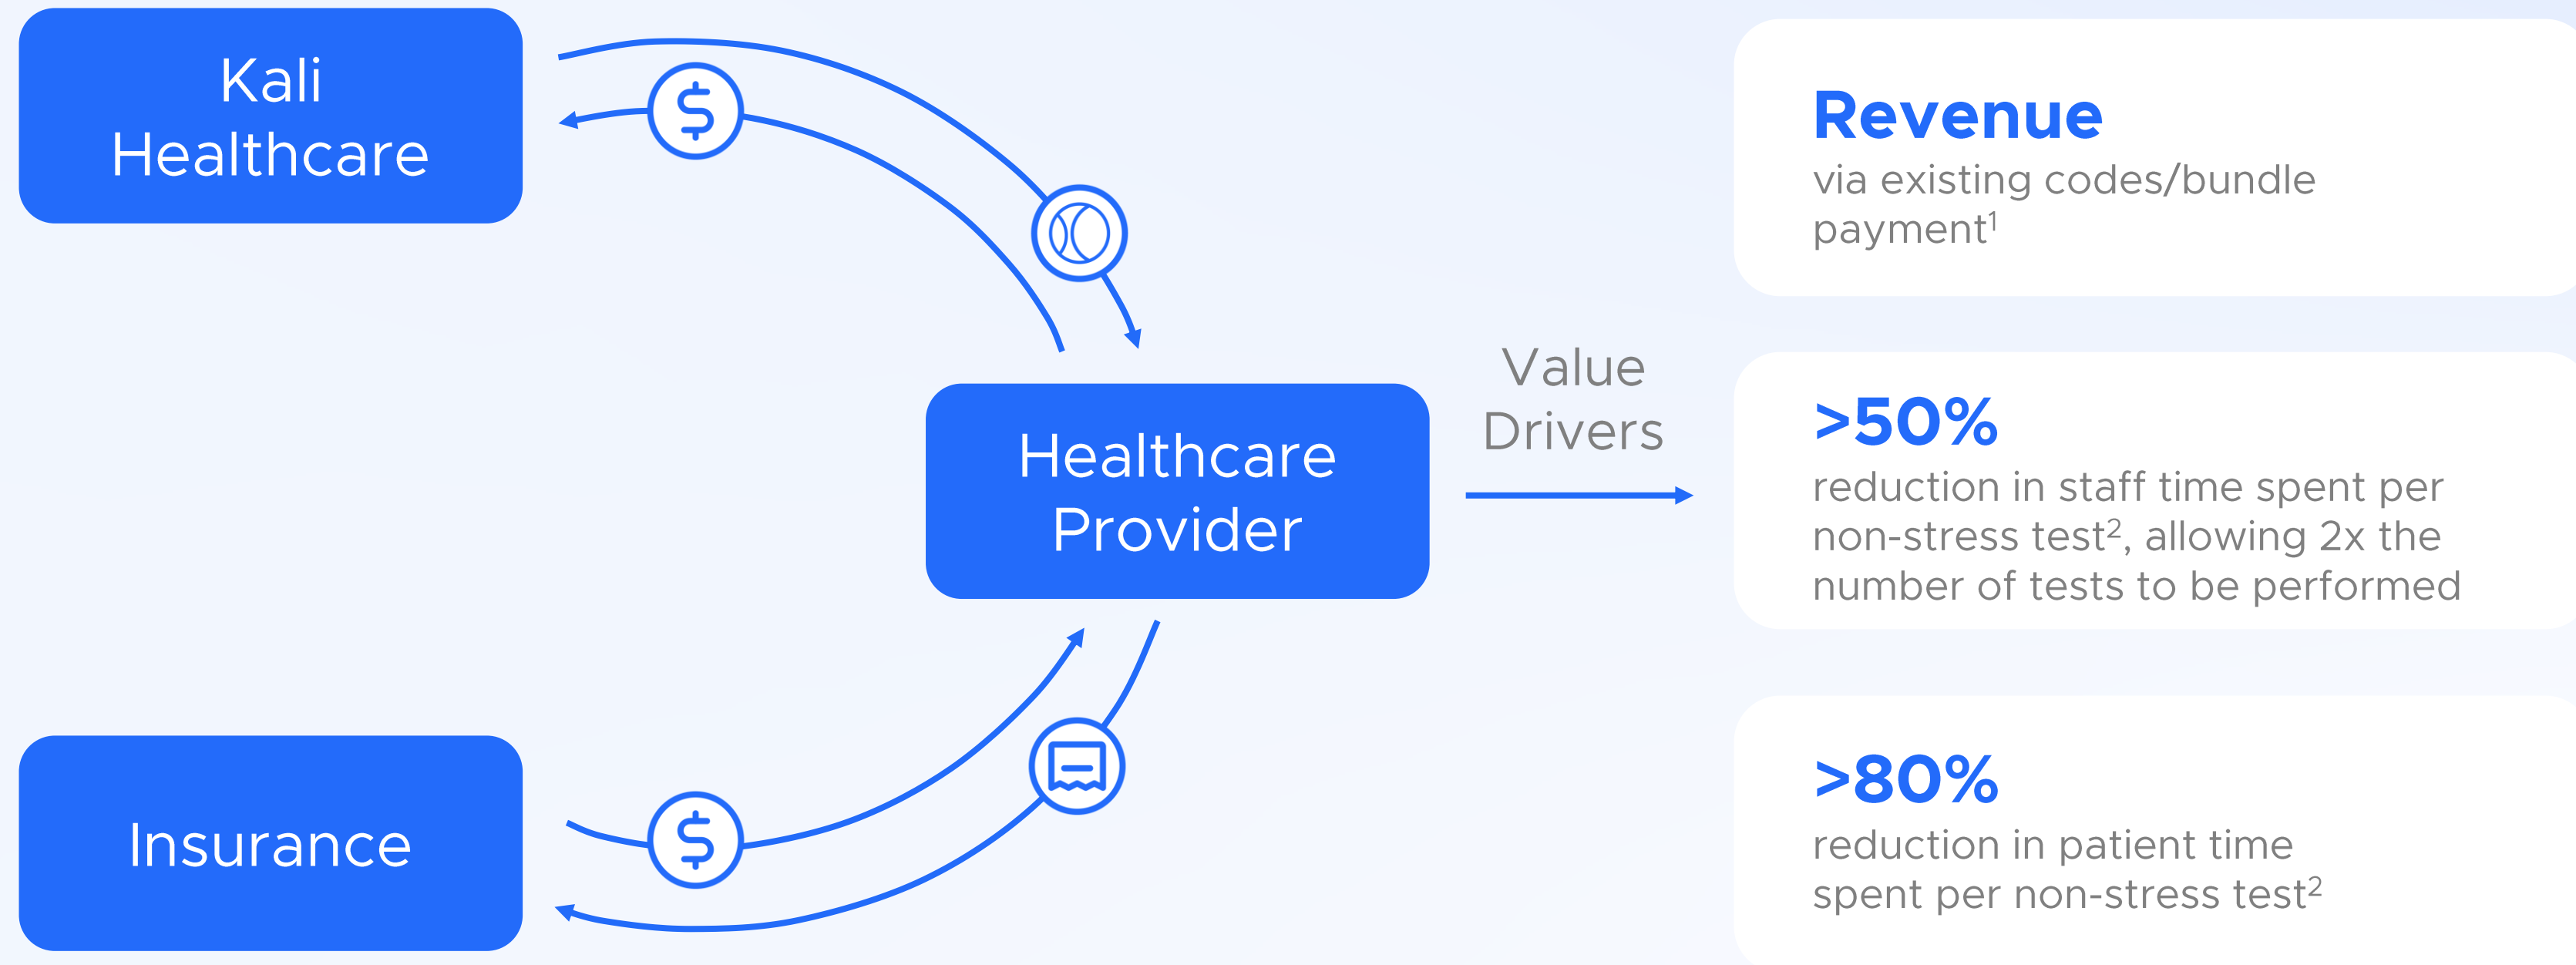 Kali
Healthcare
$
Healthcare
Provider
Insurance
$
Value
Drivers
Revenue
via existing codes/bundle
payment¹
>50%
reduction in staff time spent per
non-stress test², allowing 2x the
number of tests to be performed
>80%
reduction in patient time
spent per non-stress test²